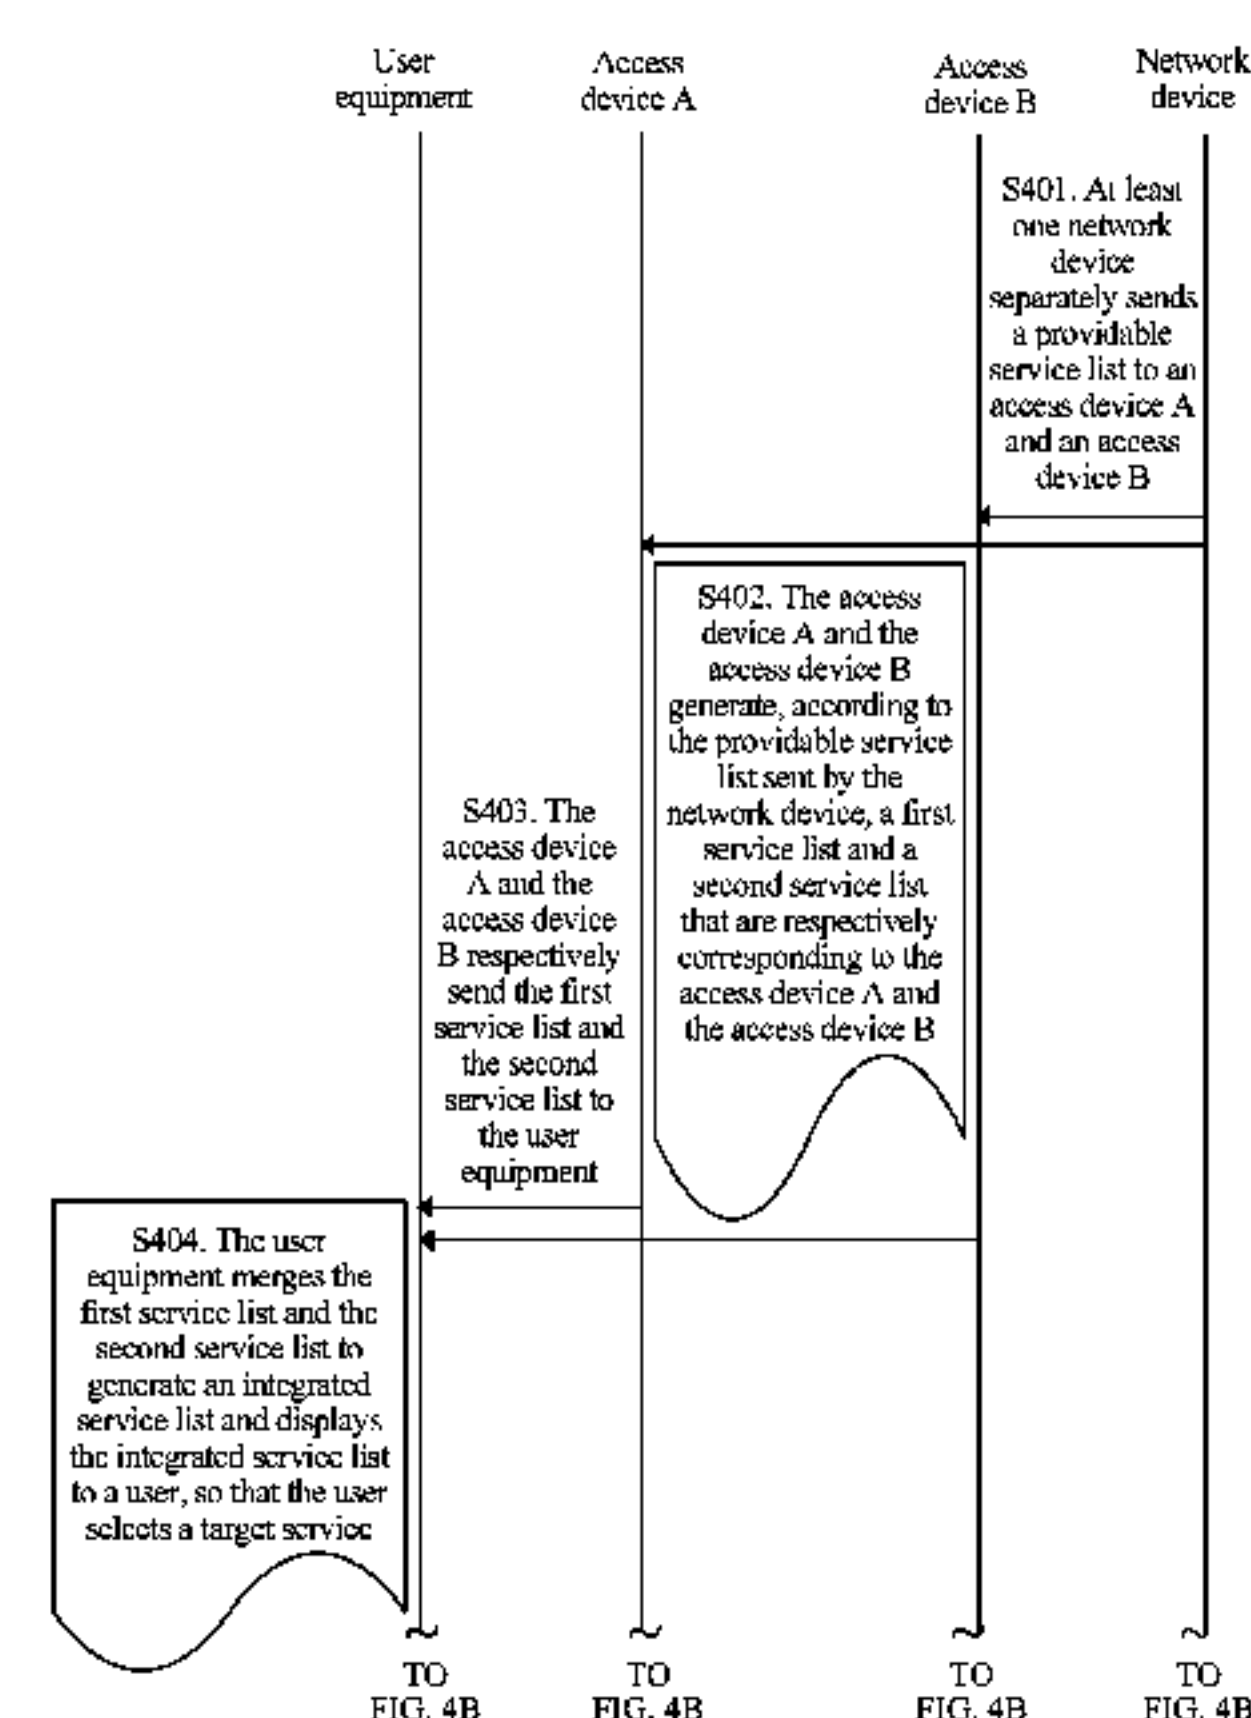 User
equipment
Access
device A
Access
device B
Network
device
S401. At least
one network
device
separately sends
a providable
service list to an
access device A
and an access
device B
S402. The access
device A and the
access device B
generate, according to
the providable service
list sent by the
network device, a first
service list and a
second service list
that are respectively
corresponding to the
access device A and
the access device B
S403. The
access device
A and the
access device
B respectively
send the first
service list and
the second
service list to
the user
equipment
S404. The user
equipment merges the
first service list and the
second service list to
generate an integrated
service list and displays
the integrated service list
to a user, so that the user
selects a target service
TO
FIG. 4B
TO
FIG. 4B
TO
FIG. 4B
TO
FIG. 4B